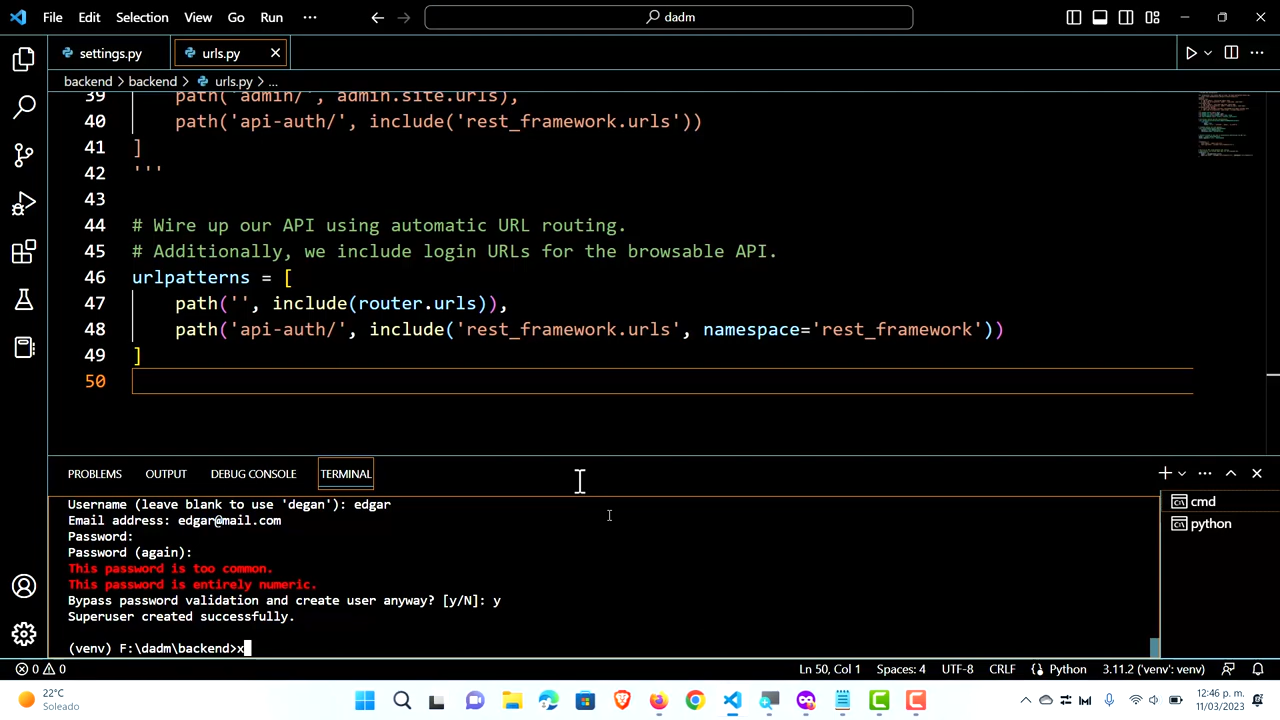 File Edit Selection View Go Run ··· dadm
settings.py urls.py
backend > backend > urls.py > ...
39 path('admin/', admin.site.urls),
40 path('api-auth/', include('rest_framework.urls'))
41 ]
42 '''
43
44 # Wire up our API using automatic URL routing.
45 # Additionally, we include login URLs for the browsable API.
46 urlpatterns = [
47 path('', include(router.urls)),
48 path('api-auth/', include('rest_framework.urls', namespace='rest_framework'))
49 ]
50
PROBLEMS OUTPUT DEBUG CONSOLE TERMINAL
Username (leave blank to use 'degan'): edgar
Email address: edgar@mail.com
Password:
Password (again):
This password is too common.
This password is entirely numeric.
Bypass password validation and create user anyway? [y/N]: y
Superuser created successfully.
(venv) F:\dadm\backend>x
cmd
python
0 0 Ln 50, Col 1 Spaces: 4 UTF-8 CRLF Python 3.11.2 ('venv': venv)
22°C
Soleado
12:46 p. m.
11/03/2023